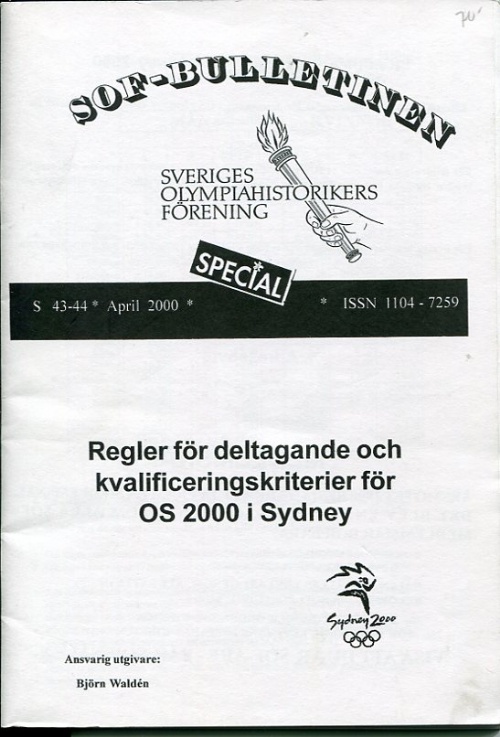 70'
SOF-BULLETINEN
SVERIGES
OLYMPIAHISTORIKERS
FÖRENING
SPECIAL
S 43-44 * April 2000 *
* ISSN 1104 - 7259
Regler för deltagande och
kvalificeringskriterier för
OS 2000 i Sydney
Sydney 2000
Ansvarig utgivare:
Björn Waldén